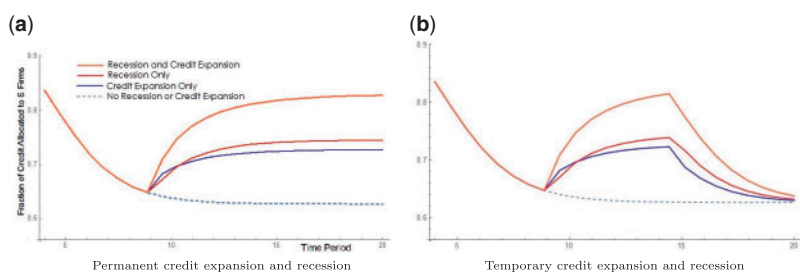 (a)
Fraction of Credit Allocated to S Firms
0.9
0.8
0.7
0.6
Recession and Credit Expansion
Recession Only
Credit Expansion Only
No Recession or Credit Expansion
5
10
15
20
Time Period
Permanent credit expansion and recession
(b)
0.9
0.8
0.7
0.6
5
10
15
20
Temporary credit expansion and recession